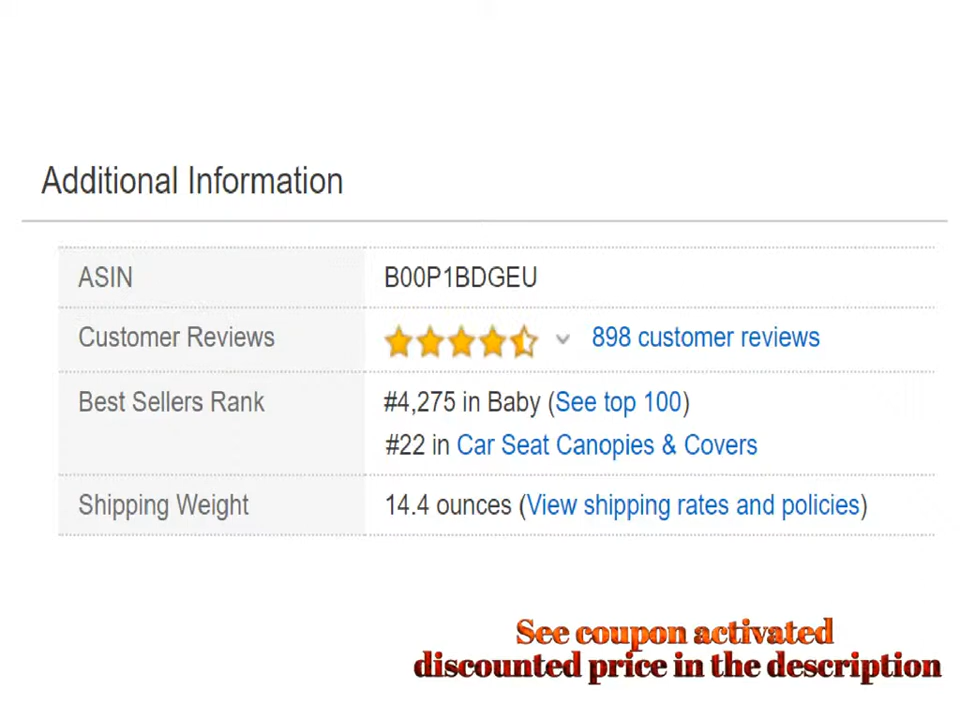 Additional Information
ASIN B00P1BDGEU
Customer Reviews 898 customer reviews
Best Sellers Rank #4,275 in Baby (See top 100)
#22 in Car Seat Canopies & Covers
Shipping Weight 14.4 ounces (View shipping rates and policies)
See coupon activated
discounted price in the description